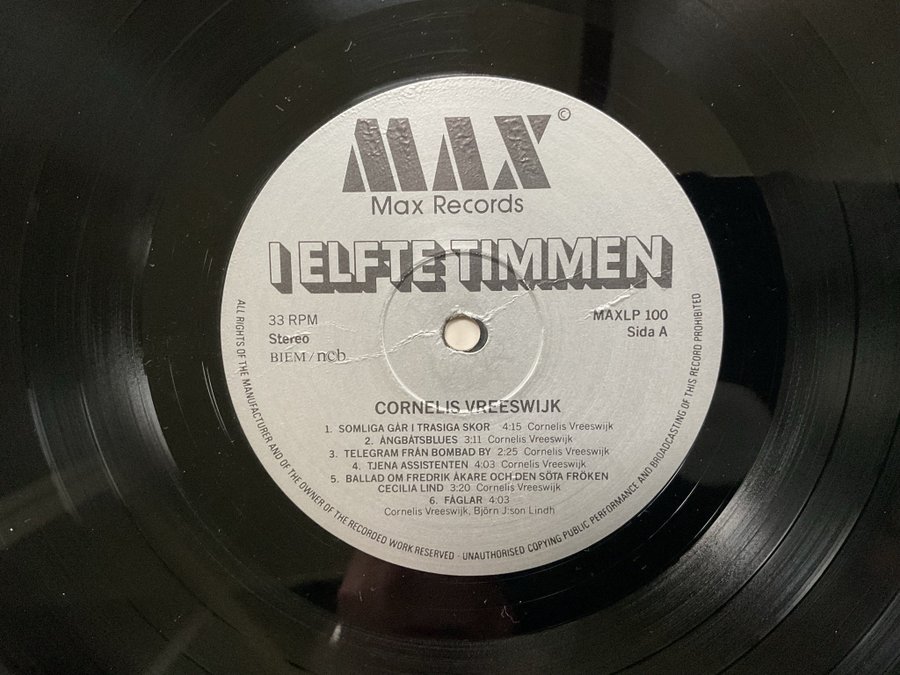 MAX ©
Max Records
I ELFTE TIMMEN
33 RPM
Stereo
BIEM/ncb
MAXLP 100
Sida A
CORNELIS VREESWIJK
1. SOMLIGA GÅR I TRASIGA SKOR 4:15 Cornelis Vreeswijk
2. ÅNGBÅTSBLUES 3:11 Cornelis Vreeswijk
3. TELEGRAM FRÅN BOMBAD BY 2:25 Cornelis Vreeswijk
4. TJENA ASSISTENTEN 4:03 Cornelis Vreeswijk
5. BALLAD OM FREDRIK ÅKARE OCH DEN SÖTA FRÖKEN
CECILIA LIND 3:20 Cornelis Vreeswijk
6. FÅGLAR 4:03
Cornelis Vreeswijk, Björn J:son Lindh
ALL RIGHTS OF THE MANUFACTURER AND OF THE OWNER OF THE RECORDED WORK RESERVED · UNAUTHORISED COPYING PUBLIC PERFORMANCE AND BROADCASTING OF THIS RECORD PROHIBITED